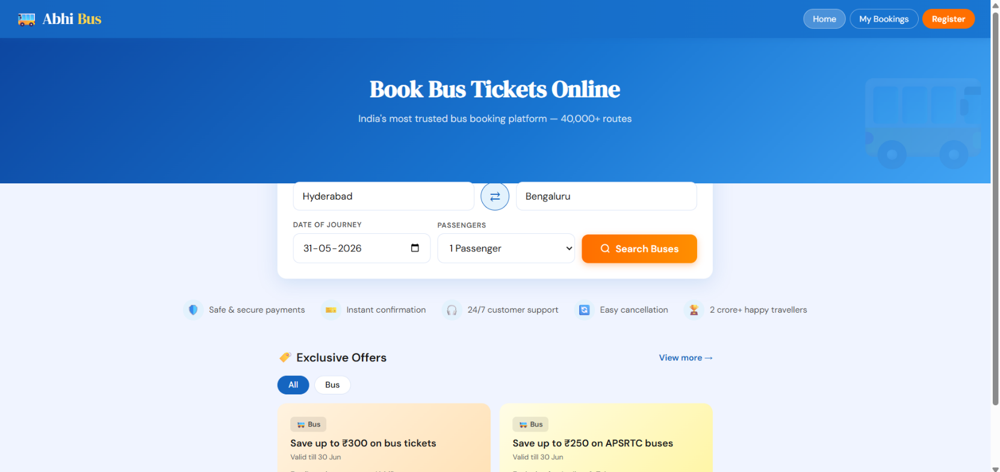 Abhi Bus
Home
My Bookings
Register
Book Bus Tickets Online
India's most trusted bus booking platform — 40,000+ routes
Hyderabad
⇄
Bengaluru
DATE OF JOURNEY
PASSENGERS
31-05-2026
1 Passenger
Search Buses
Safe & secure payments
Instant confirmation
24/7 customer support
Easy cancellation
2 crore+ happy travellers
Exclusive Offers
View more →
All
Bus
Bus
Save up to ₹300 on bus tickets
Valid till 30 Jun
Bus
Save up to ₹250 on APSRTC buses
Valid till 30 Jun